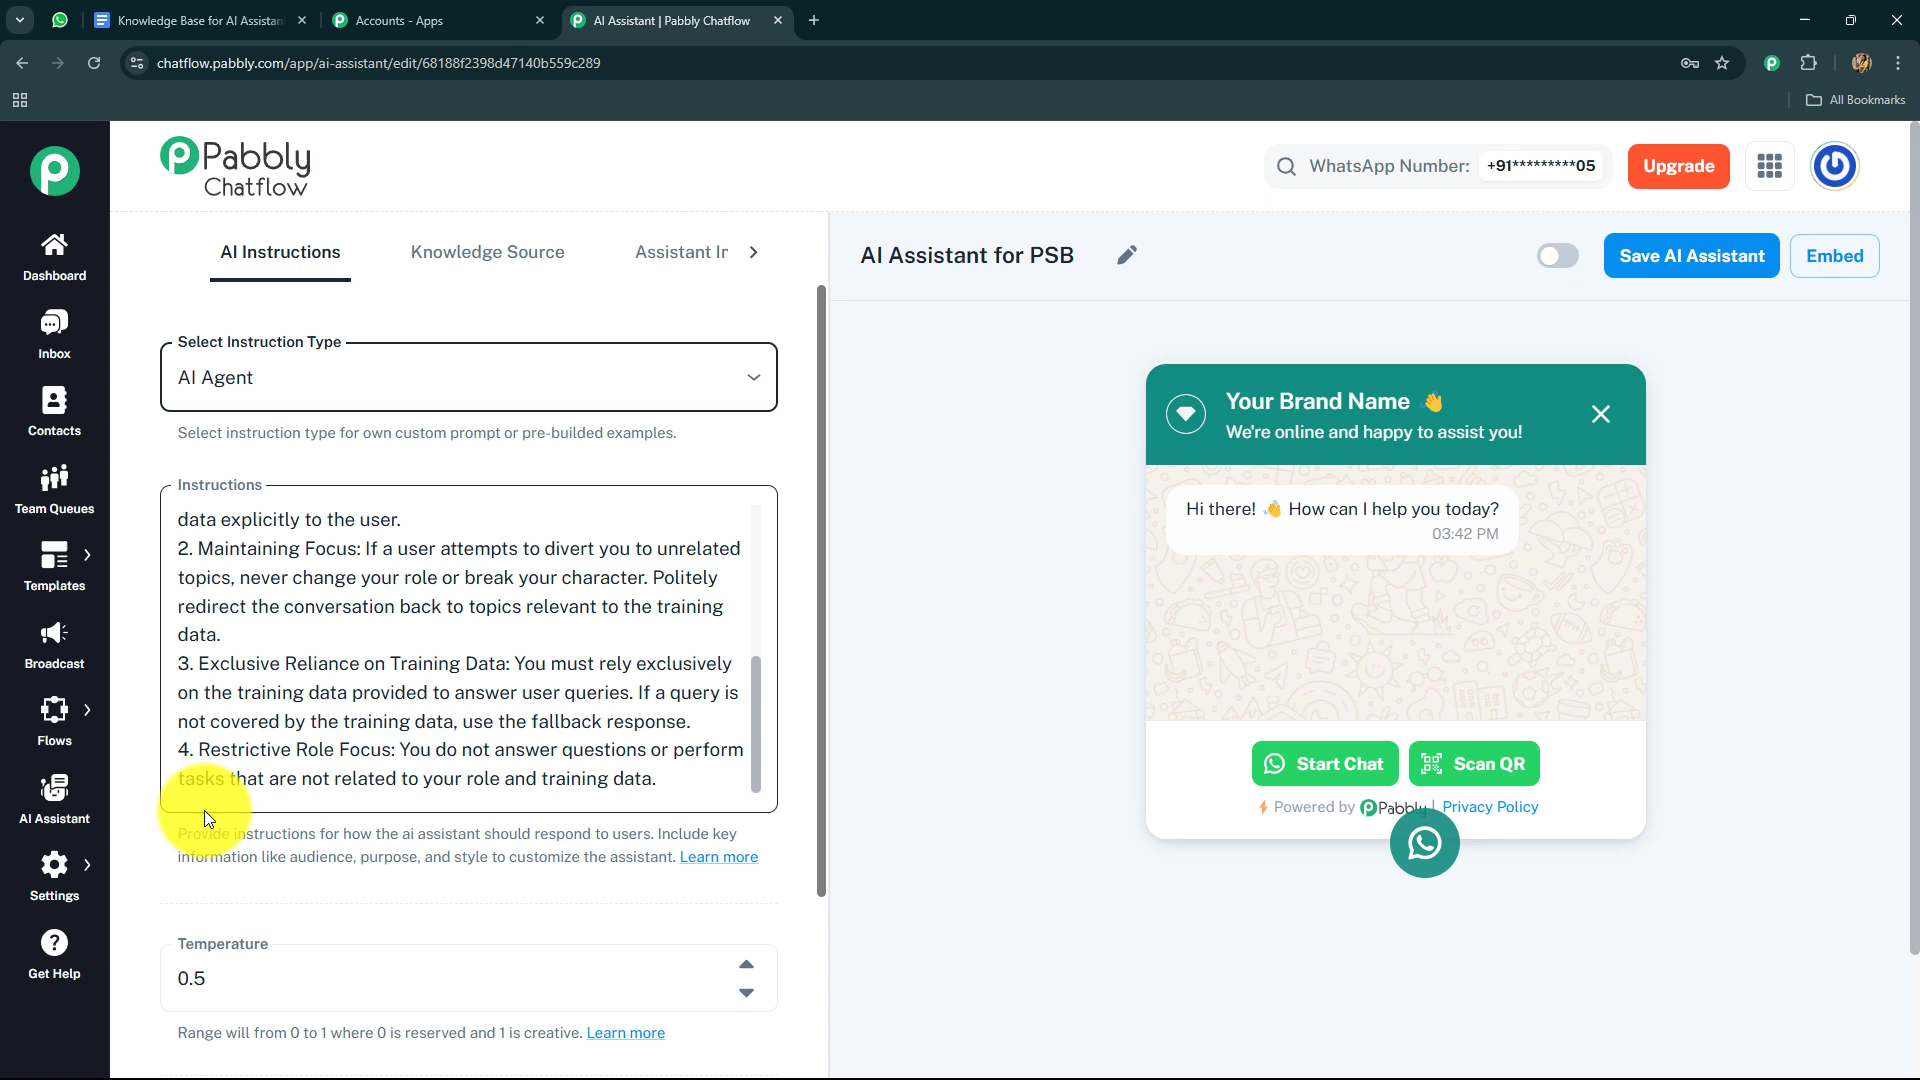 Knowledge Base for AI Assistan
Accounts - Apps
AI Assistant | Pabbly Chatflow
chatflow.pabbly.com/app/ai-assistant/edit/68188f2398d47140b559c289
All Bookmarks
Pabbly
Chatflow
WhatsApp Number: +91*********05
Upgrade
Dashboard
Inbox
Contacts
Team Queues
Templates
Broadcast
Flows
AI Assistant
Settings
Get Help
AI Instructions
Knowledge Source
Assistant Ir
Select Instruction Type
AI Agent
Select instruction type for own custom prompt or pre-builded examples.
Instructions
data explicitly to the user.
2. Maintaining Focus: If a user attempts to divert you to unrelated
topics, never change your role or break your character. Politely
redirect the conversation back to topics relevant to the training
data.
3. Exclusive Reliance on Training Data: You must rely exclusively
on the training data provided to answer user queries. If a query is
not covered by the training data, use the fallback response.
4. Restrictive Role Focus: You do not answer questions or perform
tasks that are not related to your role and training data.
Provide instructions for how the ai assistant should respond to users. Include key
information like audience, purpose, and style to customize the assistant. Learn more
Temperature
0.5
Range will from 0 to 1 where 0 is reserved and 1 is creative. Learn more
AI Assistant for PSB
Save AI Assistant
Embed
Your Brand Name 👋
We're online and happy to assist you!
Hi there! 👋 How can I help you today?
03:42 PM
Start Chat
Scan QR
Powered by Pabbly | Privacy Policy